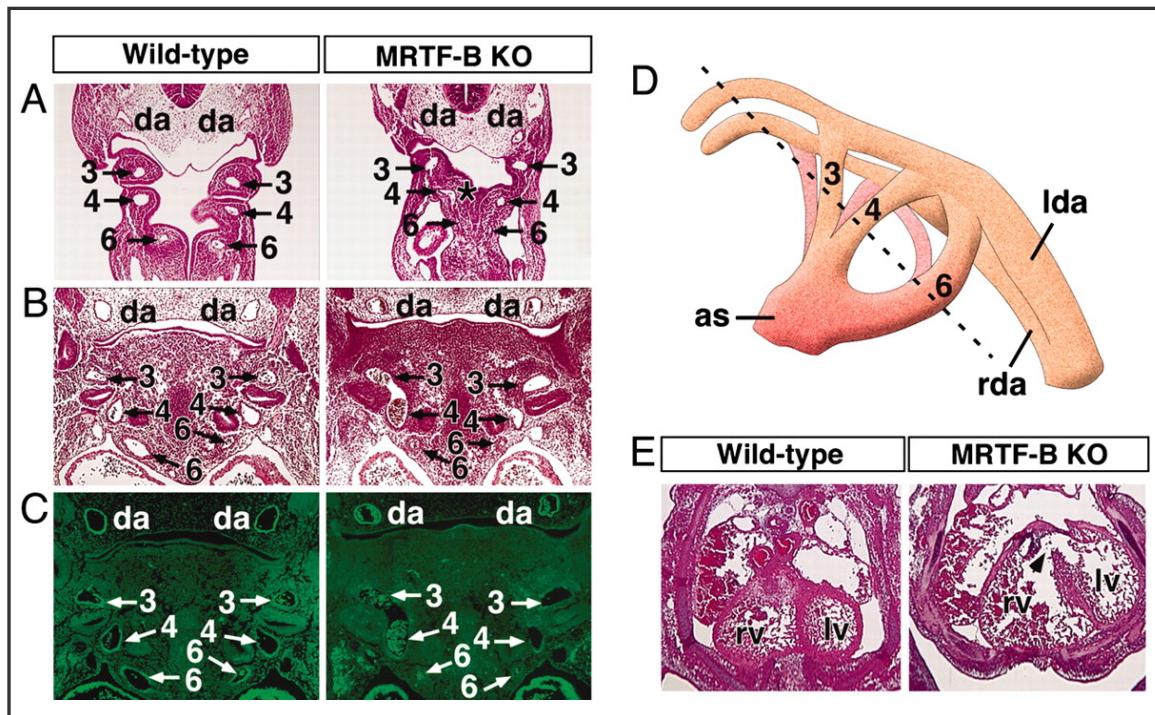 Wild-type MRTF-B KO
A
da da da da
3 3 3 3
4 4 4 * 4
6 6 6 6
B
da da da da
3 3 3 3
4 4 4 4
6 6 6 6
C
da da da da
3 3 3 3
4 4 4 4
6 6 6 6
D
3
4
6
lda
as
rda
E
Wild-type MRTF-B KO
rv lv rv lv